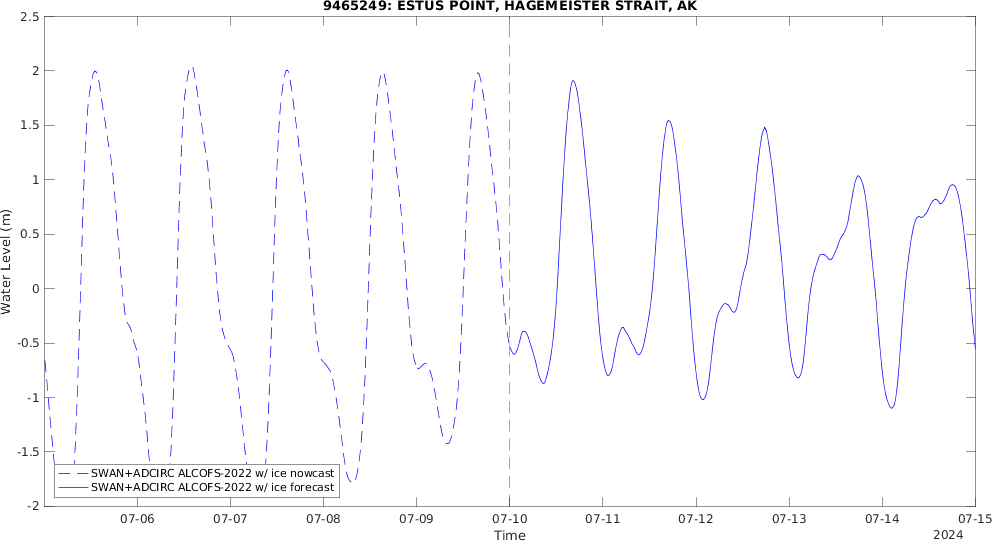 9465249: ESTUS POINT, HAGEMEISTER STRAIT, AK
2.5
2
1.5
1
0.5
0
-0.5
-1
-1.5
-2
Water Level (m)
SWAN+ADCIRC ALCOFS-2022 w/ ice nowcast
SWAN+ADCIRC ALCOFS-2022 w/ ice forecast
07-06 07-07 07-08 07-09 07-10 07-11 07-12 07-13 07-14 07-15
Time
2024